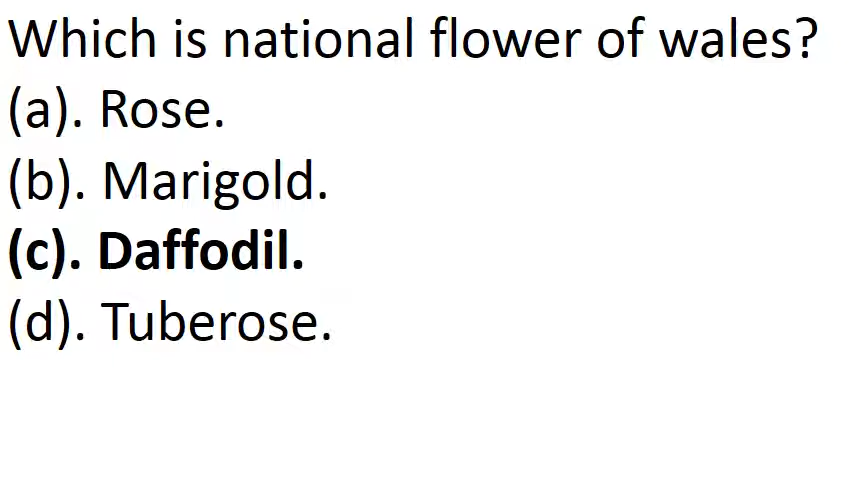 Which is national flower of wales?
(a). Rose.
(b). Marigold.
(c). Daffodil.
(d). Tuberose.